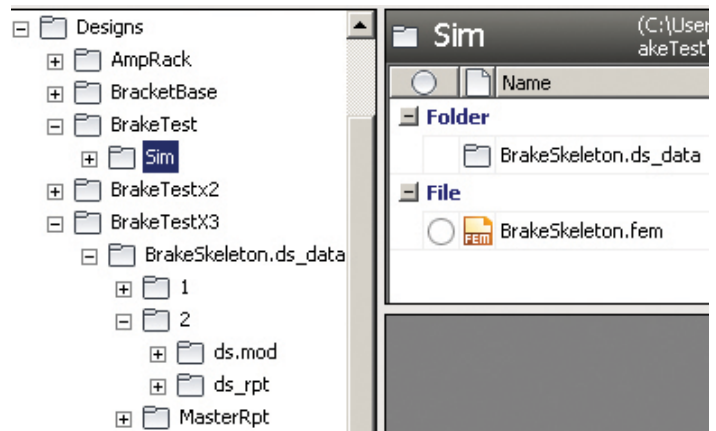 Designs
AmpRack
BracketBase
BrakeTest
Sim
BrakeTestx2
BrakeTestX3
BrakeSkeleton.ds_data
1
2
ds.mod
ds_rpt
MasterRpt
Sim
(C:\User
akeTest'
Name
Folder
BrakeSkeleton.ds_data
File
FEM BrakeSkeleton.fem